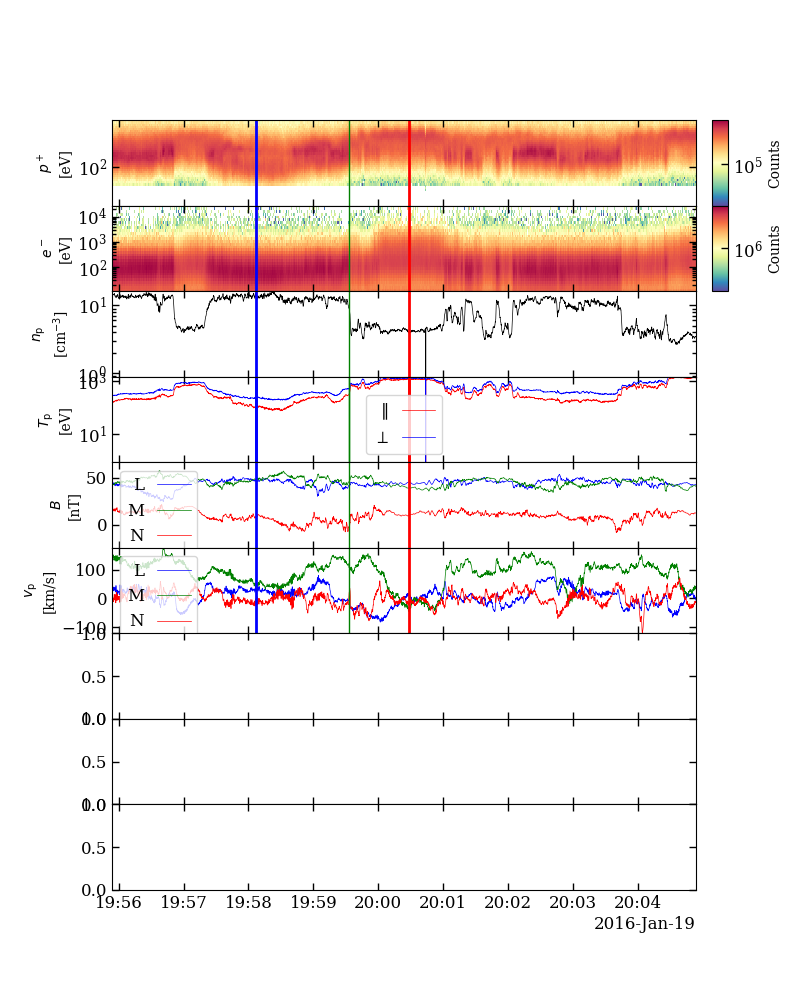 p+ [eV]
10²
10⁵
Counts
e− [eV]
10⁴
10³
10²
10⁶
Counts
np [cm−3]
10¹
10⁰
Tp [eV]
10³
10¹
∥
⊥
B [nT]
50
0
L
M
N
vp [km/s]
100
0
−100
L
M
N
1.0
0.5
0.0
1.0
0.5
0.0
1.0
0.5
0.0
19:56 19:57 19:58 19:59 20:00 20:01 20:02 20:03 20:04
2016-Jan-19